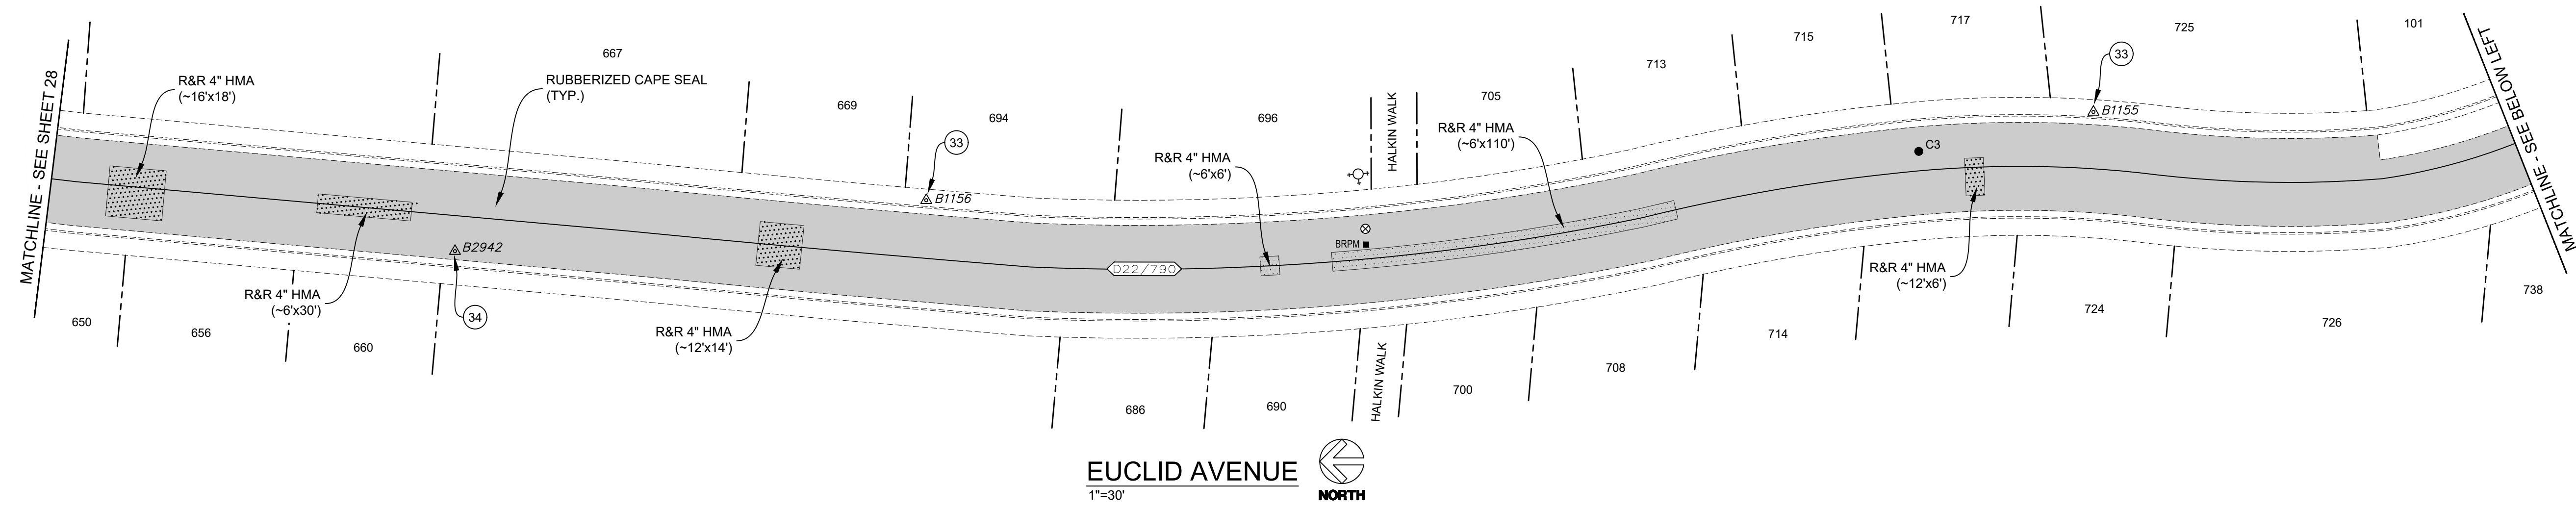 MATCHLINE - SEE SHEET 28
R&R 4" HMA
(~16'x18')
667
RUBBERIZED CAPE SEAL
(TYP.)
669
694
33
B1156
696
HALKIN WALK
705
R&R 4" HMA
(~6'x6')
R&R 4" HMA
(~6'x110')
713
715
717
725
101
33
B1155
C3
MATCHLINE - SEE BELOW LEFT
B2942
34
BRPM
D22/790
R&R 4" HMA
(~6'x30')
R&R 4" HMA
(~12'x14')
R&R 4" HMA
(~12'x6')
650
656
660
686
690
HALKIN WALK
700
708
714
724
726
738
EUCLID AVENUE
1"=30'
NORTH